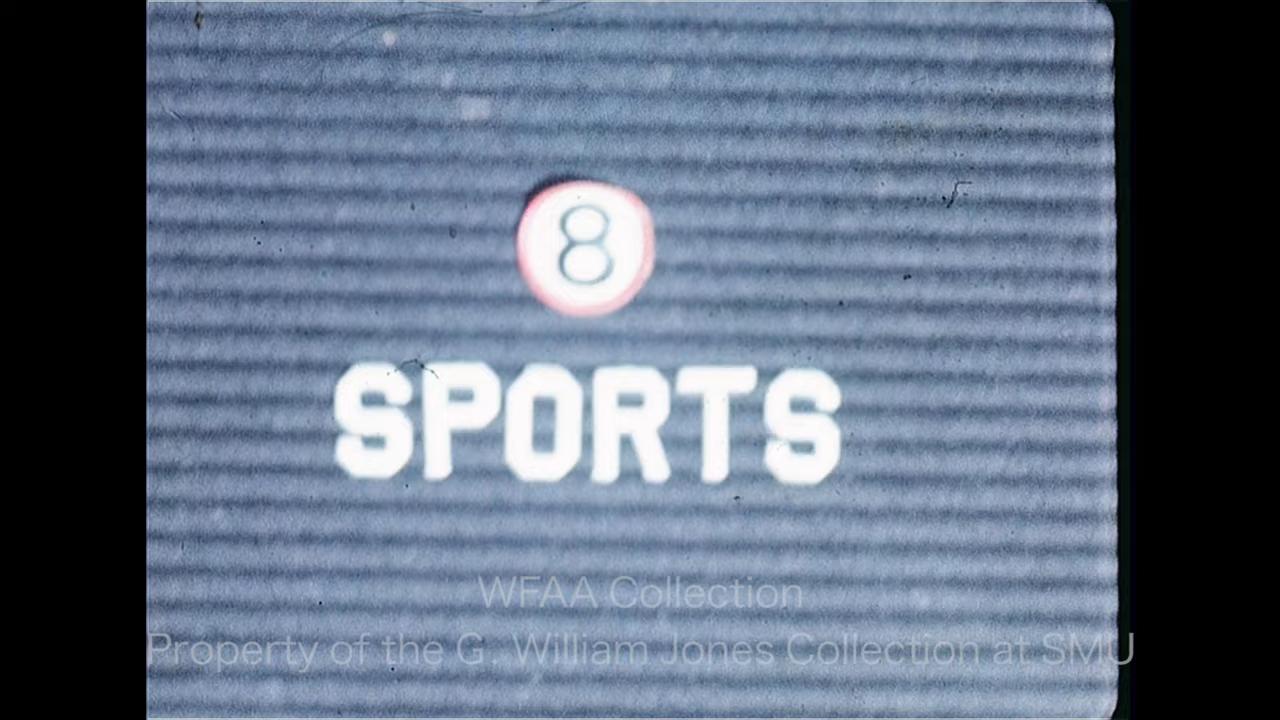 8
SPORTS
WFAA Collection
Property of the G. William Jones Collection at SMU